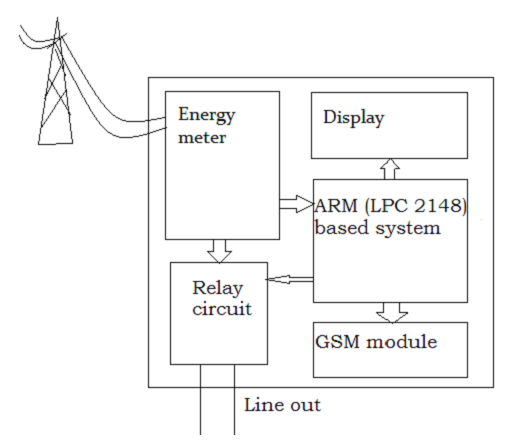 Energy
meter
Display
ARM (LPC 2148)
based system
Relay
circuit
GSM module
Line out